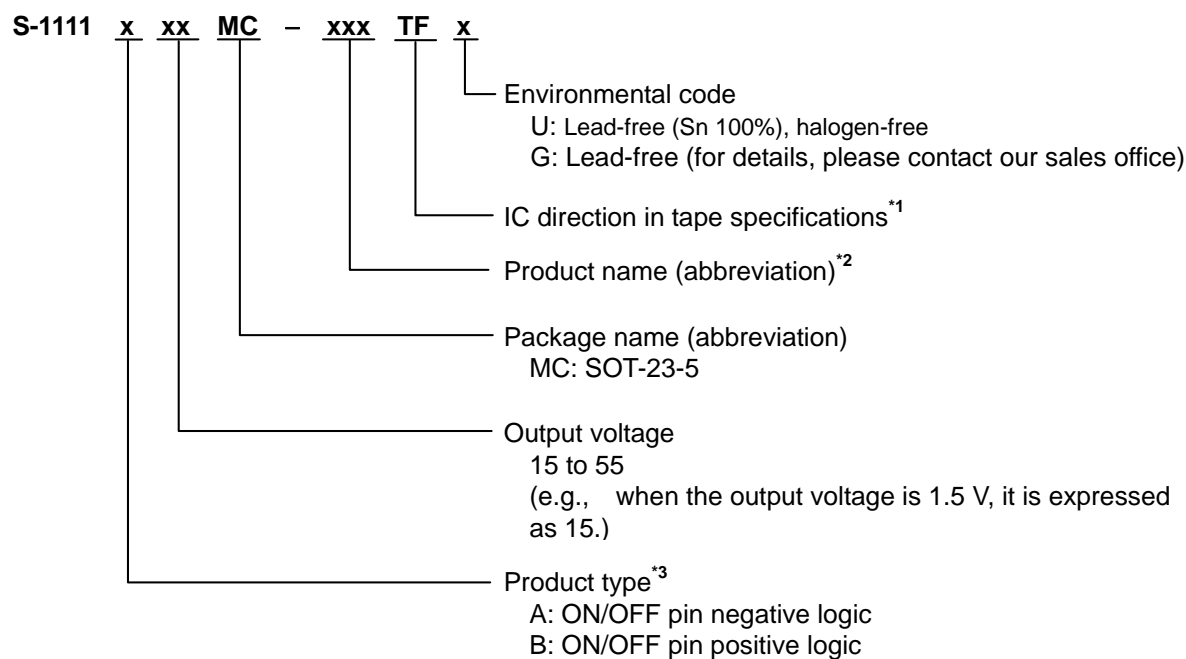 S-1111 x xx MC – xxx TF x
Environmental code
U: Lead-free (Sn 100%), halogen-free
G: Lead-free (for details, please contact our sales office)
IC direction in tape specifications*1
Product name (abbreviation)*2
Package name (abbreviation)
MC: SOT-23-5
Output voltage
15 to 55
(e.g., when the output voltage is 1.5 V, it is expressed
as 15.)
Product type*3
A: ON/OFF pin negative logic
B: ON/OFF pin positive logic